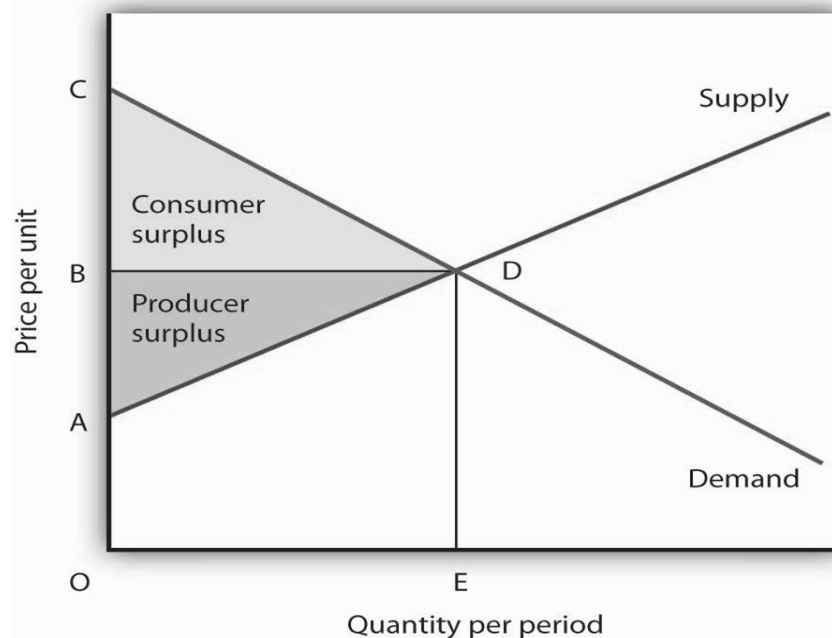 C
Supply
Consumer
surplus
Price per unit
B
D
Producer
surplus
A
Demand
O
E
Quantity per period